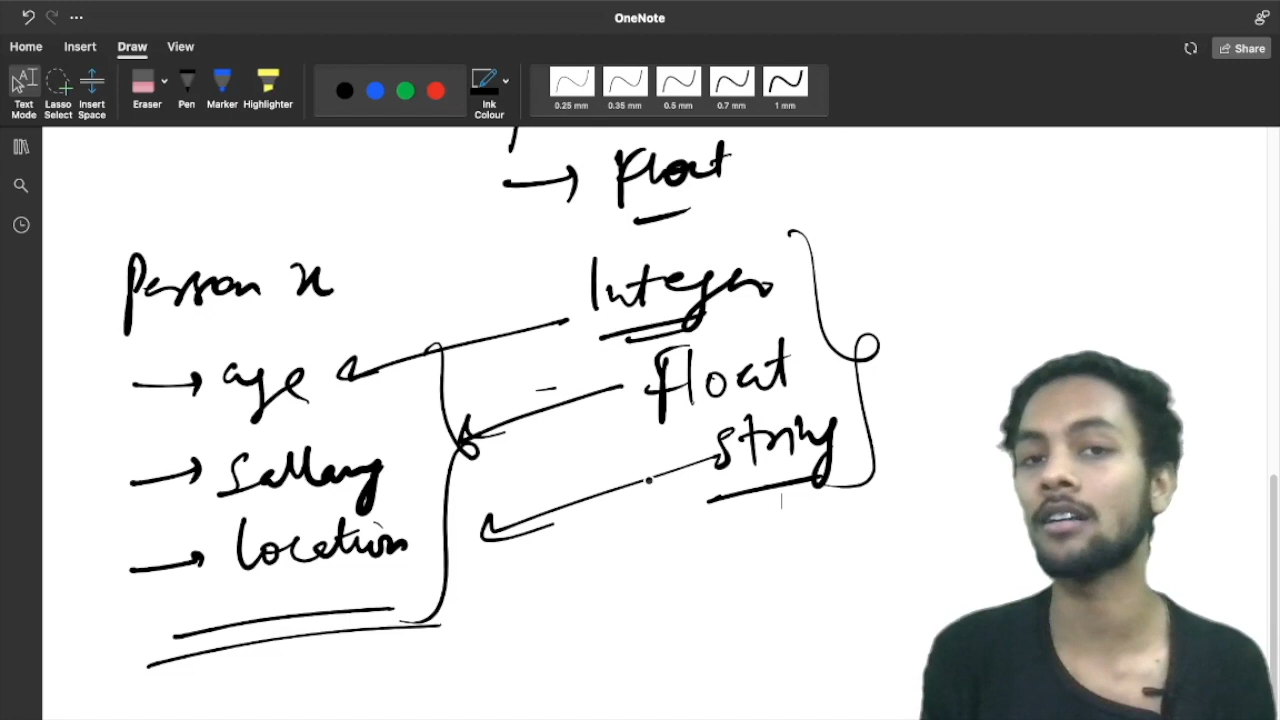 OneNote
Home Insert Draw View
Share
Text Mode
Lasso Select
Insert Space
Eraser
Pen
Marker
Highlighter
Ink Colour
0.25 mm 0.35 mm 0.5 mm 0.7 mm 1 mm
→ Float
Person x
Integer
→ age
Float
→ Sallary
string
→ Location